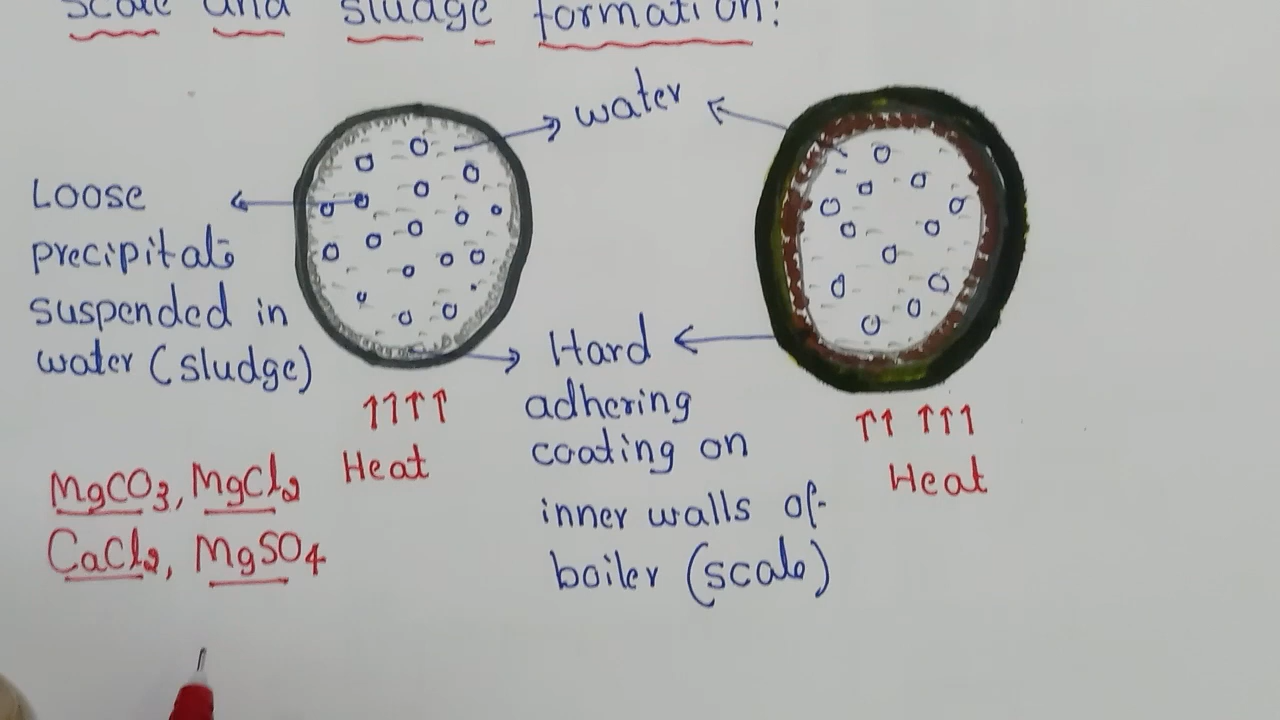 scale and sludge formation:
water
Loose
precipitate
suspended in
water (sludge)
Hard
adhering
coating on
inner walls of
boiler (scale)
Heat
Heat
MgCO3, MgCl2
CaCl2, MgSO4